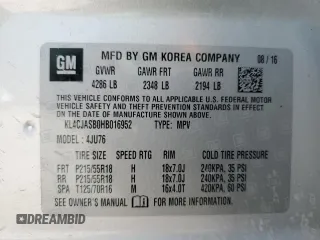 GM
MFD BY GM KOREA COMPANY 08/16
GVWR GAWR FRT GAWR RR
4286 LB 2348 LB 2194 LB
THIS VEHICLE CONFORMS TO ALL APPLICABLE U.S. FEDERAL MOTOR
VEHICLE SAFETY AND THEFT PREVENTION STANDARDS IN EFFECT ON
THE DATE OF MANUFACTURE SHOWN ABOVE.
KL4CJASB0HB016952 TYPE: MPV
MODEL: 4JU76
TIRE SIZE SPEED RTG RIM COLD TIRE PRESSURE
FRT P215/55R18 H 18x7.0J 240KPA, 35 PSI
RR P215/55R18 H 18x7.0J 240KPA, 35 PSI
SPA T125/70R16 M 16x4.0T 420KPA, 60 PSI
SEE OWNER'S MANUAL FOR ADDITIONAL INFORMATION.
© DREAMBID AUTOHISTORY